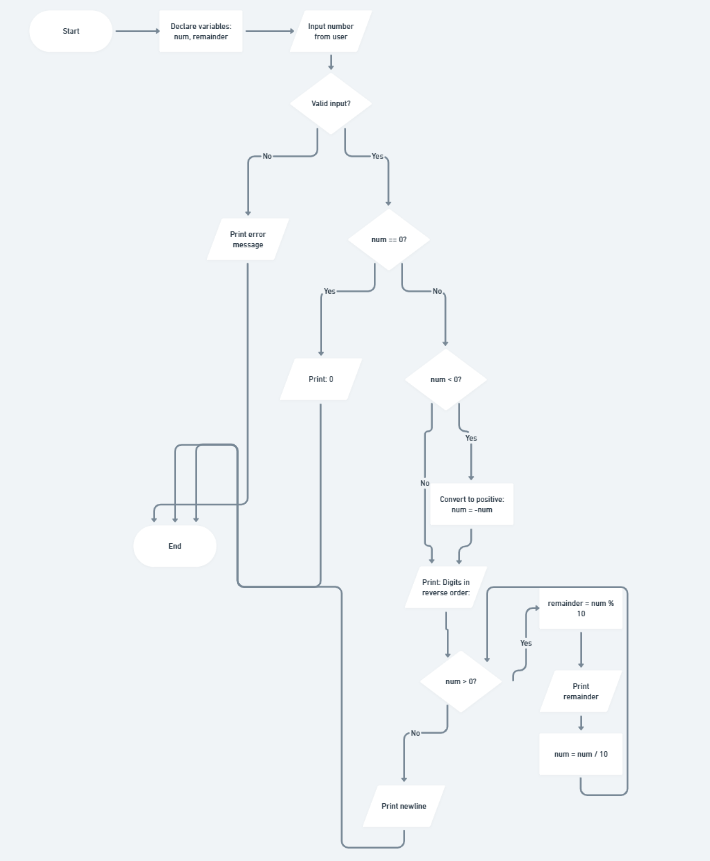 Start
Declare variables:
num, remainder
Input number
from user
Valid input?
No
Yes
Print error
message
num == 0?
Yes
No
Print: 0
num < 0?
Yes
No
Convert to positive:
num = -num
End
Print: Digits in
reverse order:
remainder = num %
10
Yes
num > 0?
Print
remainder
No
num = num / 10
Print newline